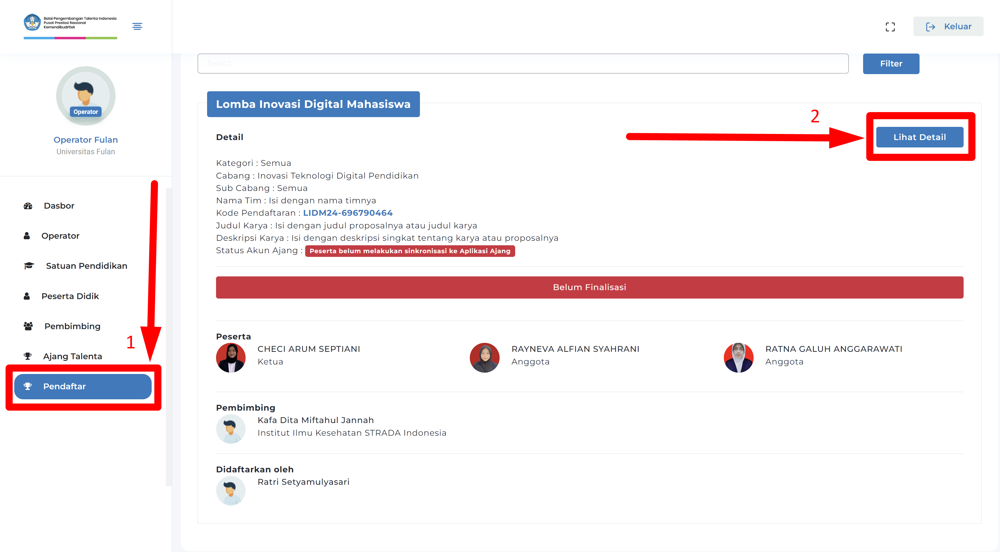 Balai Pengembangan Talenta Indonesia
Pusat Prestasi Nasional
Kemendibudritek
Keluar
Select
Filter
Operator
Operator Fulan
Universitas Fulan
Dasbor
Operator
Satuan Pendidikan
Peserta Didik
Pembimbing
1
Ajang Talenta
Pendaftar
Lomba Inovasi Digital Mahasiswa
2
Detail
Lihat Detail
Kategori : Semua
Cabang : Inovasi Teknologi Digital Pendidikan
Sub Cabang : Semua
Nama Tim : Isi dengan nama timnya
Kode Pendaftaran : LIDM24-696790464
Judul Karya : Isi dengan judul proposalnya atau judul karya
Deskripsi Karya : Isi dengan deskripsi singkat tentang karya atau proposalnya
Status Akun Ajang : Peserta belum melakukan sinkronisasi ke Aplikasi Ajang
Belum Finalisasi
Peserta
CHECI ARUM SEPTIANI
Ketua
RAYNEVA ALFIAN SYAHRANI
Anggota
RATNA GALUH ANGGARAWATI
Anggota
Pembimbing
Kafa Dita Miftahul Jannah
Institut Ilmu Kesehatan STRADA Indonesia
Didaftarkan oleh
Ratri Setyamulyasari